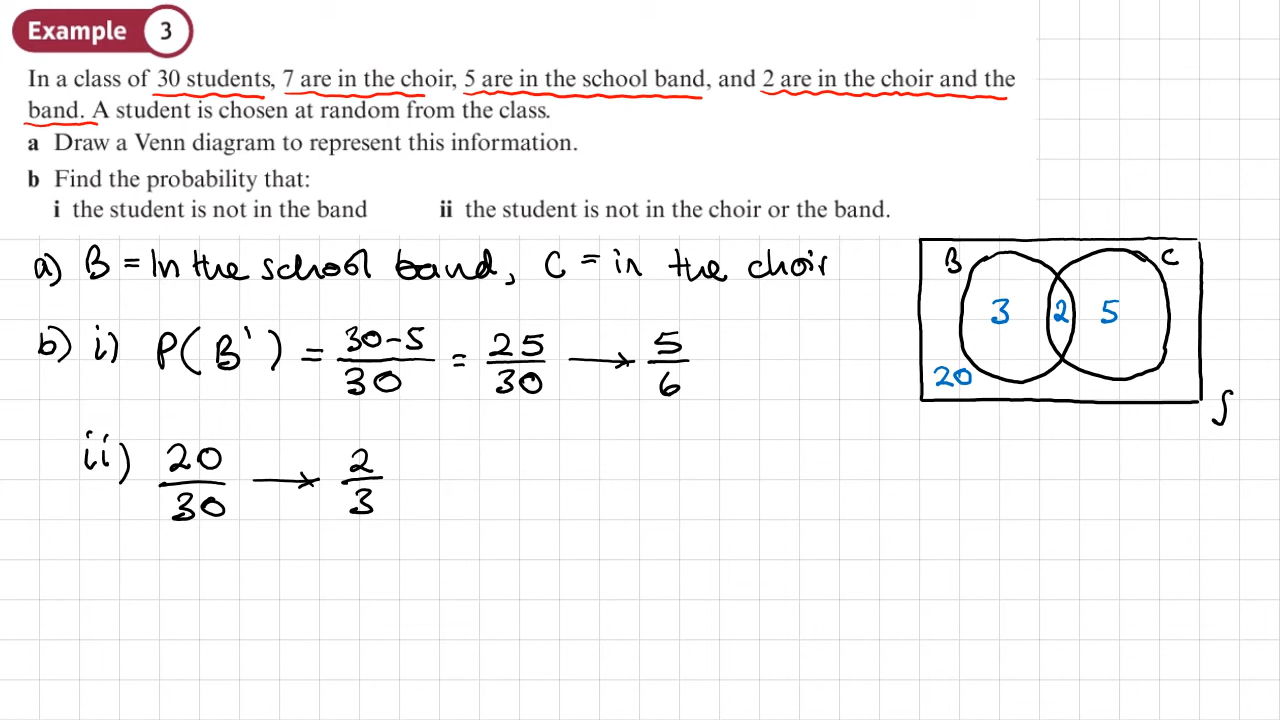 Example 3
In a class of 30 students, 7 are in the choir, 5 are in the school band, and 2 are in the choir and the
band. A student is chosen at random from the class.
a Draw a Venn diagram to represent this information.
b Find the probability that:
i the student is not in the band ii the student is not in the choir or the band.
a) B = In the school band, C = in the choir
b) i) P(B') = 30-5/30 = 25/30 → 5/6
ii) 20/30 → 2/3
B C
3 2 5
20
S